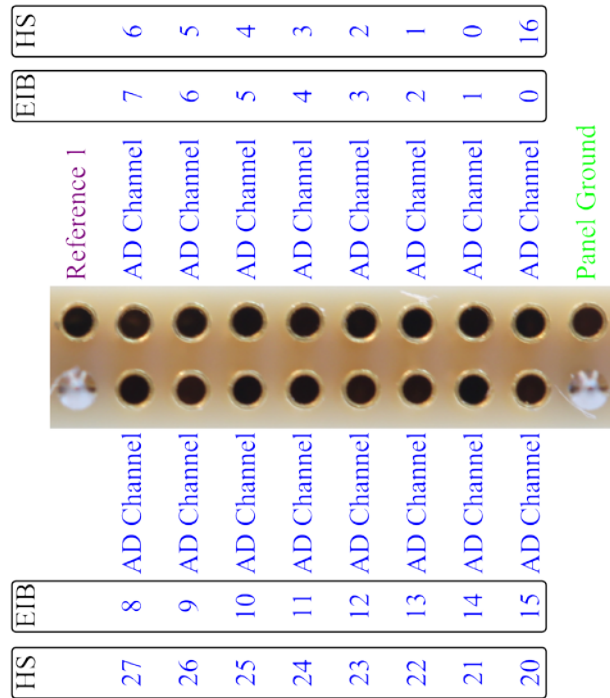 HS EIB EIB HS
Reference 1
27 8 AD Channel AD Channel 7 6
26 9 AD Channel AD Channel 6 5
25 10 AD Channel AD Channel 5 4
24 11 AD Channel AD Channel 4 3
23 12 AD Channel AD Channel 3 2
22 13 AD Channel AD Channel 2 1
21 14 AD Channel AD Channel 1 0
20 15 AD Channel AD Channel 0 16
Panel Ground